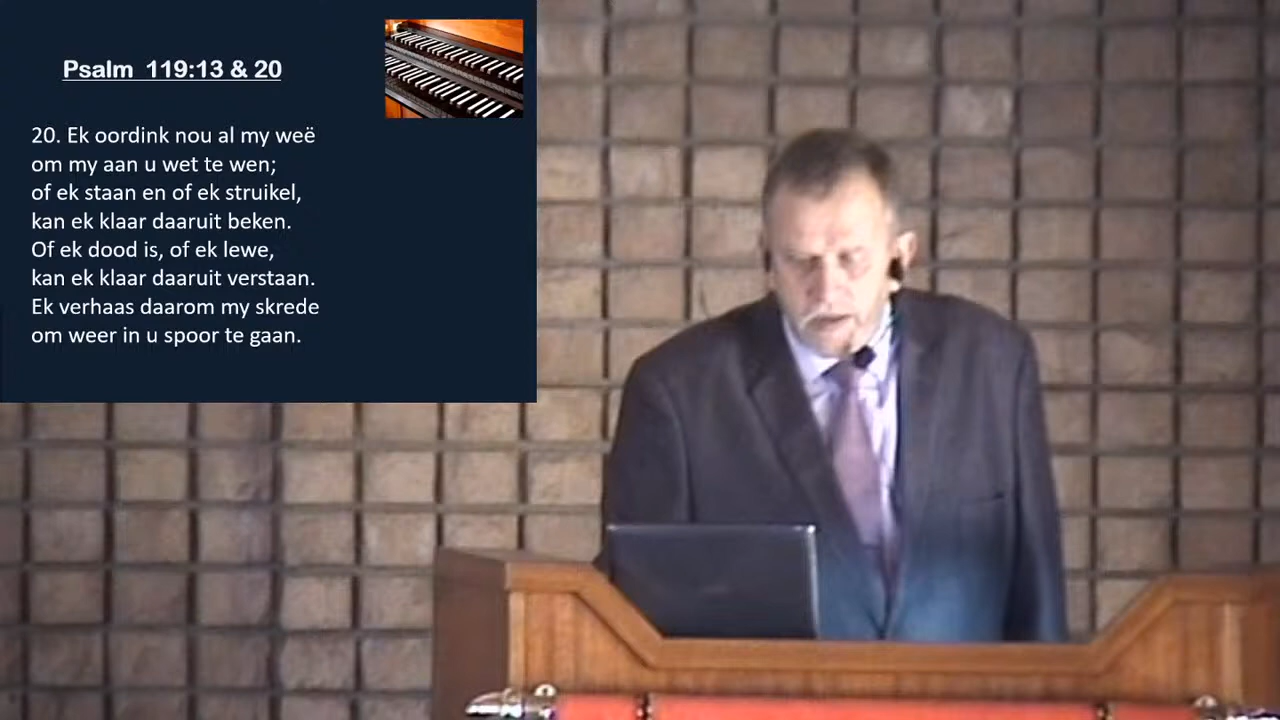 Psalm  119:13 & 20
20. Ek oordink nou al my weë
om my aan u wet te wen;
of ek staan en of ek struikel,
kan ek klaar daaruit beken.
Of ek dood is, of ek lewe,
kan ek klaar daaruit verstaan.
Ek verhaas daarom my skrede
om weer in u spoor te gaan.